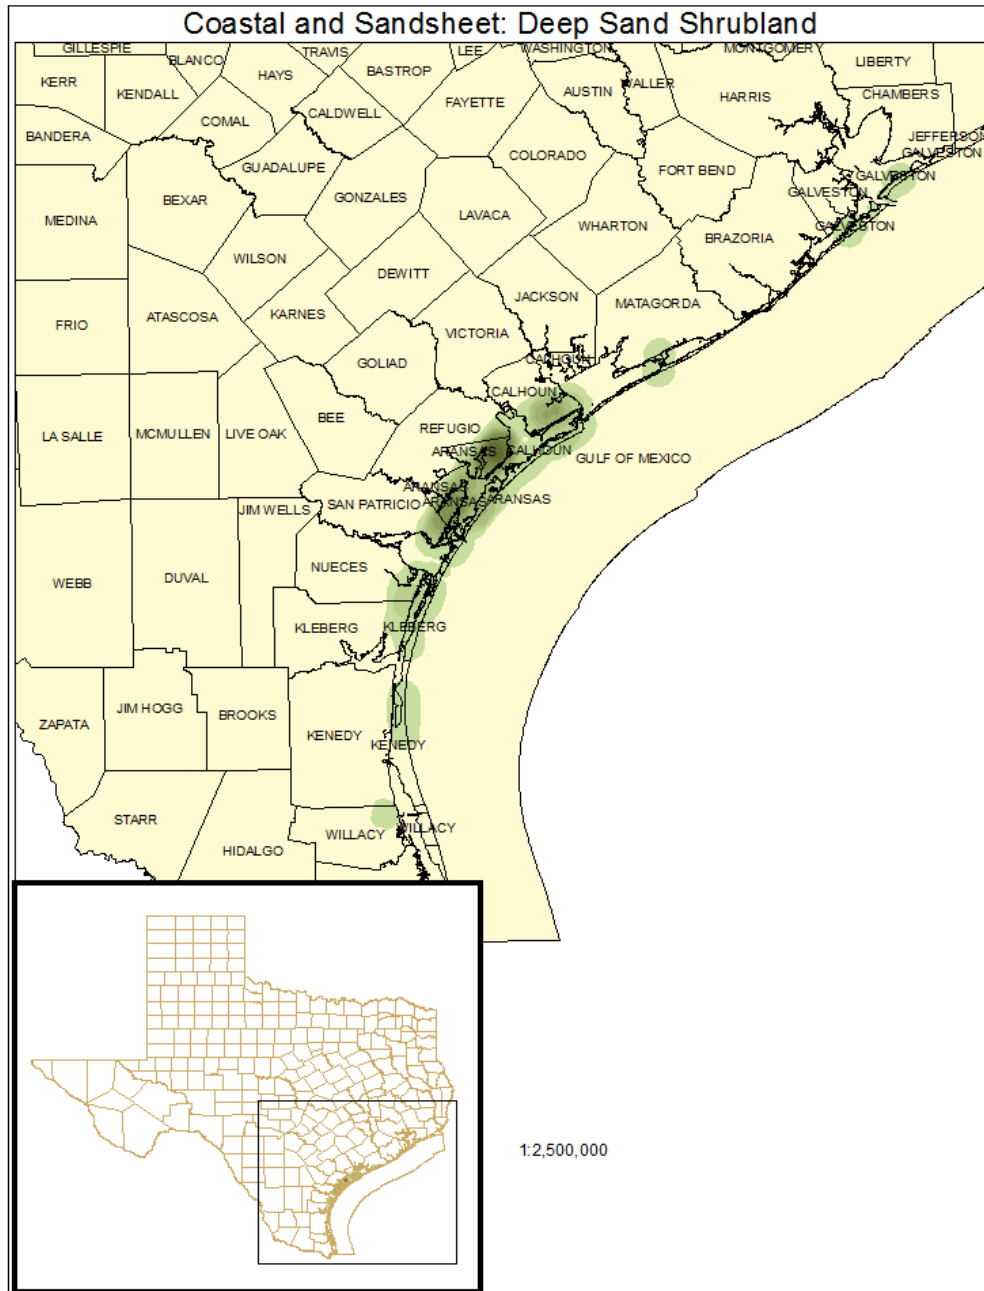 Coastal and Sandsheet: Deep Sand Shrubland
GILLESPIE
BLANCO
TRAVIS
LEE
WASHINGTON
MONTGOMERY
LIBERTY
KERR
KENDALL
HAYS
BASTROP
AUSTIN
WALLER
HARRIS
CHAMBERS
COMAL
CALDWELL
FAYETTE
BANDERA
JEFFERSON
GALVESTON
COLORADO
GUADALUPE
FORT BEND
GALVESTON
MEDINA
BEXAR
GONZALES
LAVACA
GALVESTON
WHARTON
GALVESTON
BRAZORIA
WILSON
DEWITT
JACKSON
MATAGORDA
FRIO
ATASCOSA
KARNES
VICTORIA
GOLIAD
CALHOUN
CALHOUN
BEE
REFUGIO
LA SALLE
MCMULLEN
LIVE OAK
ARANSAS
CALHOUN
GULF OF MEXICO
ARANSAS
ARANSAS
ARANSAS
SAN PATRICIO
JIM WELLS
NUECES
WEBB
DUVAL
KLEBERG
KLEBERG
ZAPATA
JIM HOGG
BROOKS
KENEDY
KENEDY
STARR
WILLACY
WILLACY
HIDALGO
1:2,500,000